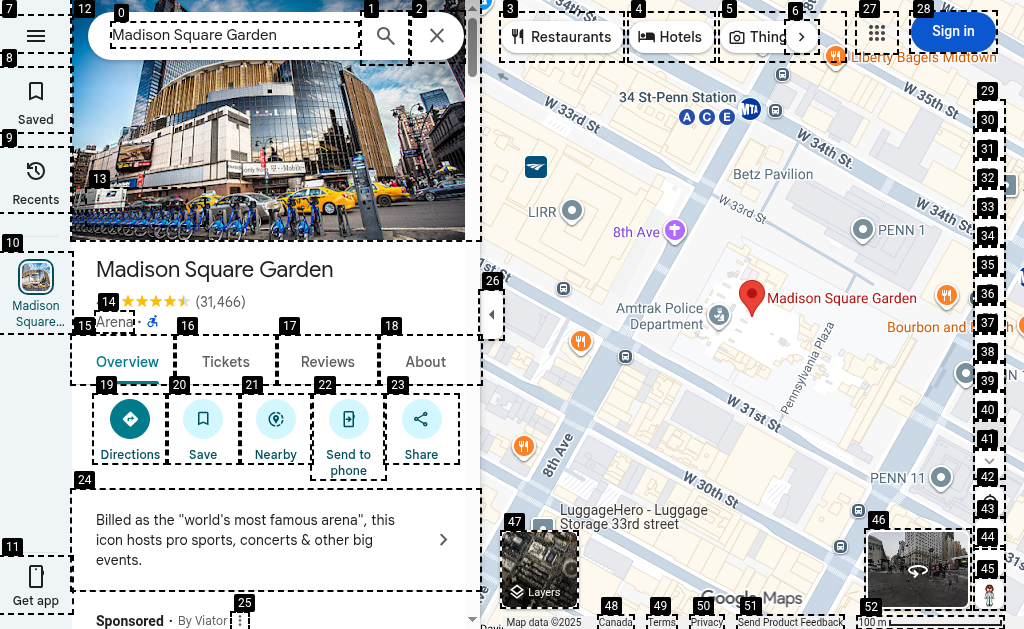 Madison Square Garden
Restaurants
Hotels
Thing
Sign in
Saved
Recents
Madison
Square...
Get app
T-Mobile
Madison Square Garden
(31,466)
Arena
Overview
Tickets
Reviews
About
Directions
Save
Nearby
Send to
phone
Share
Billed as the "world's most famous arena", this
icon hosts pro sports, concerts & other big
events.
Sponsored · By Viator
Liberty Bagels Midtown
W 35th St
34 St-Penn Station
A C E
MTA
W 33rd St
W 34th St.
Betz Pavilion
W 33rd St
W 34th St
LIRR
8th Ave
PENN 1
31st St
Madison Square Garden
Amtrak Police
Department
Bourbon and
Pennsylvania Plaza
W 31st St
8th Ave
PENN 11
W 30th St
LuggageHero - Luggage
Storage 33rd street
Layers
Google Maps
Map data ©2025
Canada
Terms
Privacy
Send Product Feedback
100 m
0
1
2
3
4
5
6
7
8
9
10
11
12
13
14
15
16
17
18
19
20
21
22
23
24
25
26
27
28
29
30
31
32
33
34
35
36
37
38
39
40
41
42
43
44
45
46
47
48
49
50
51
52